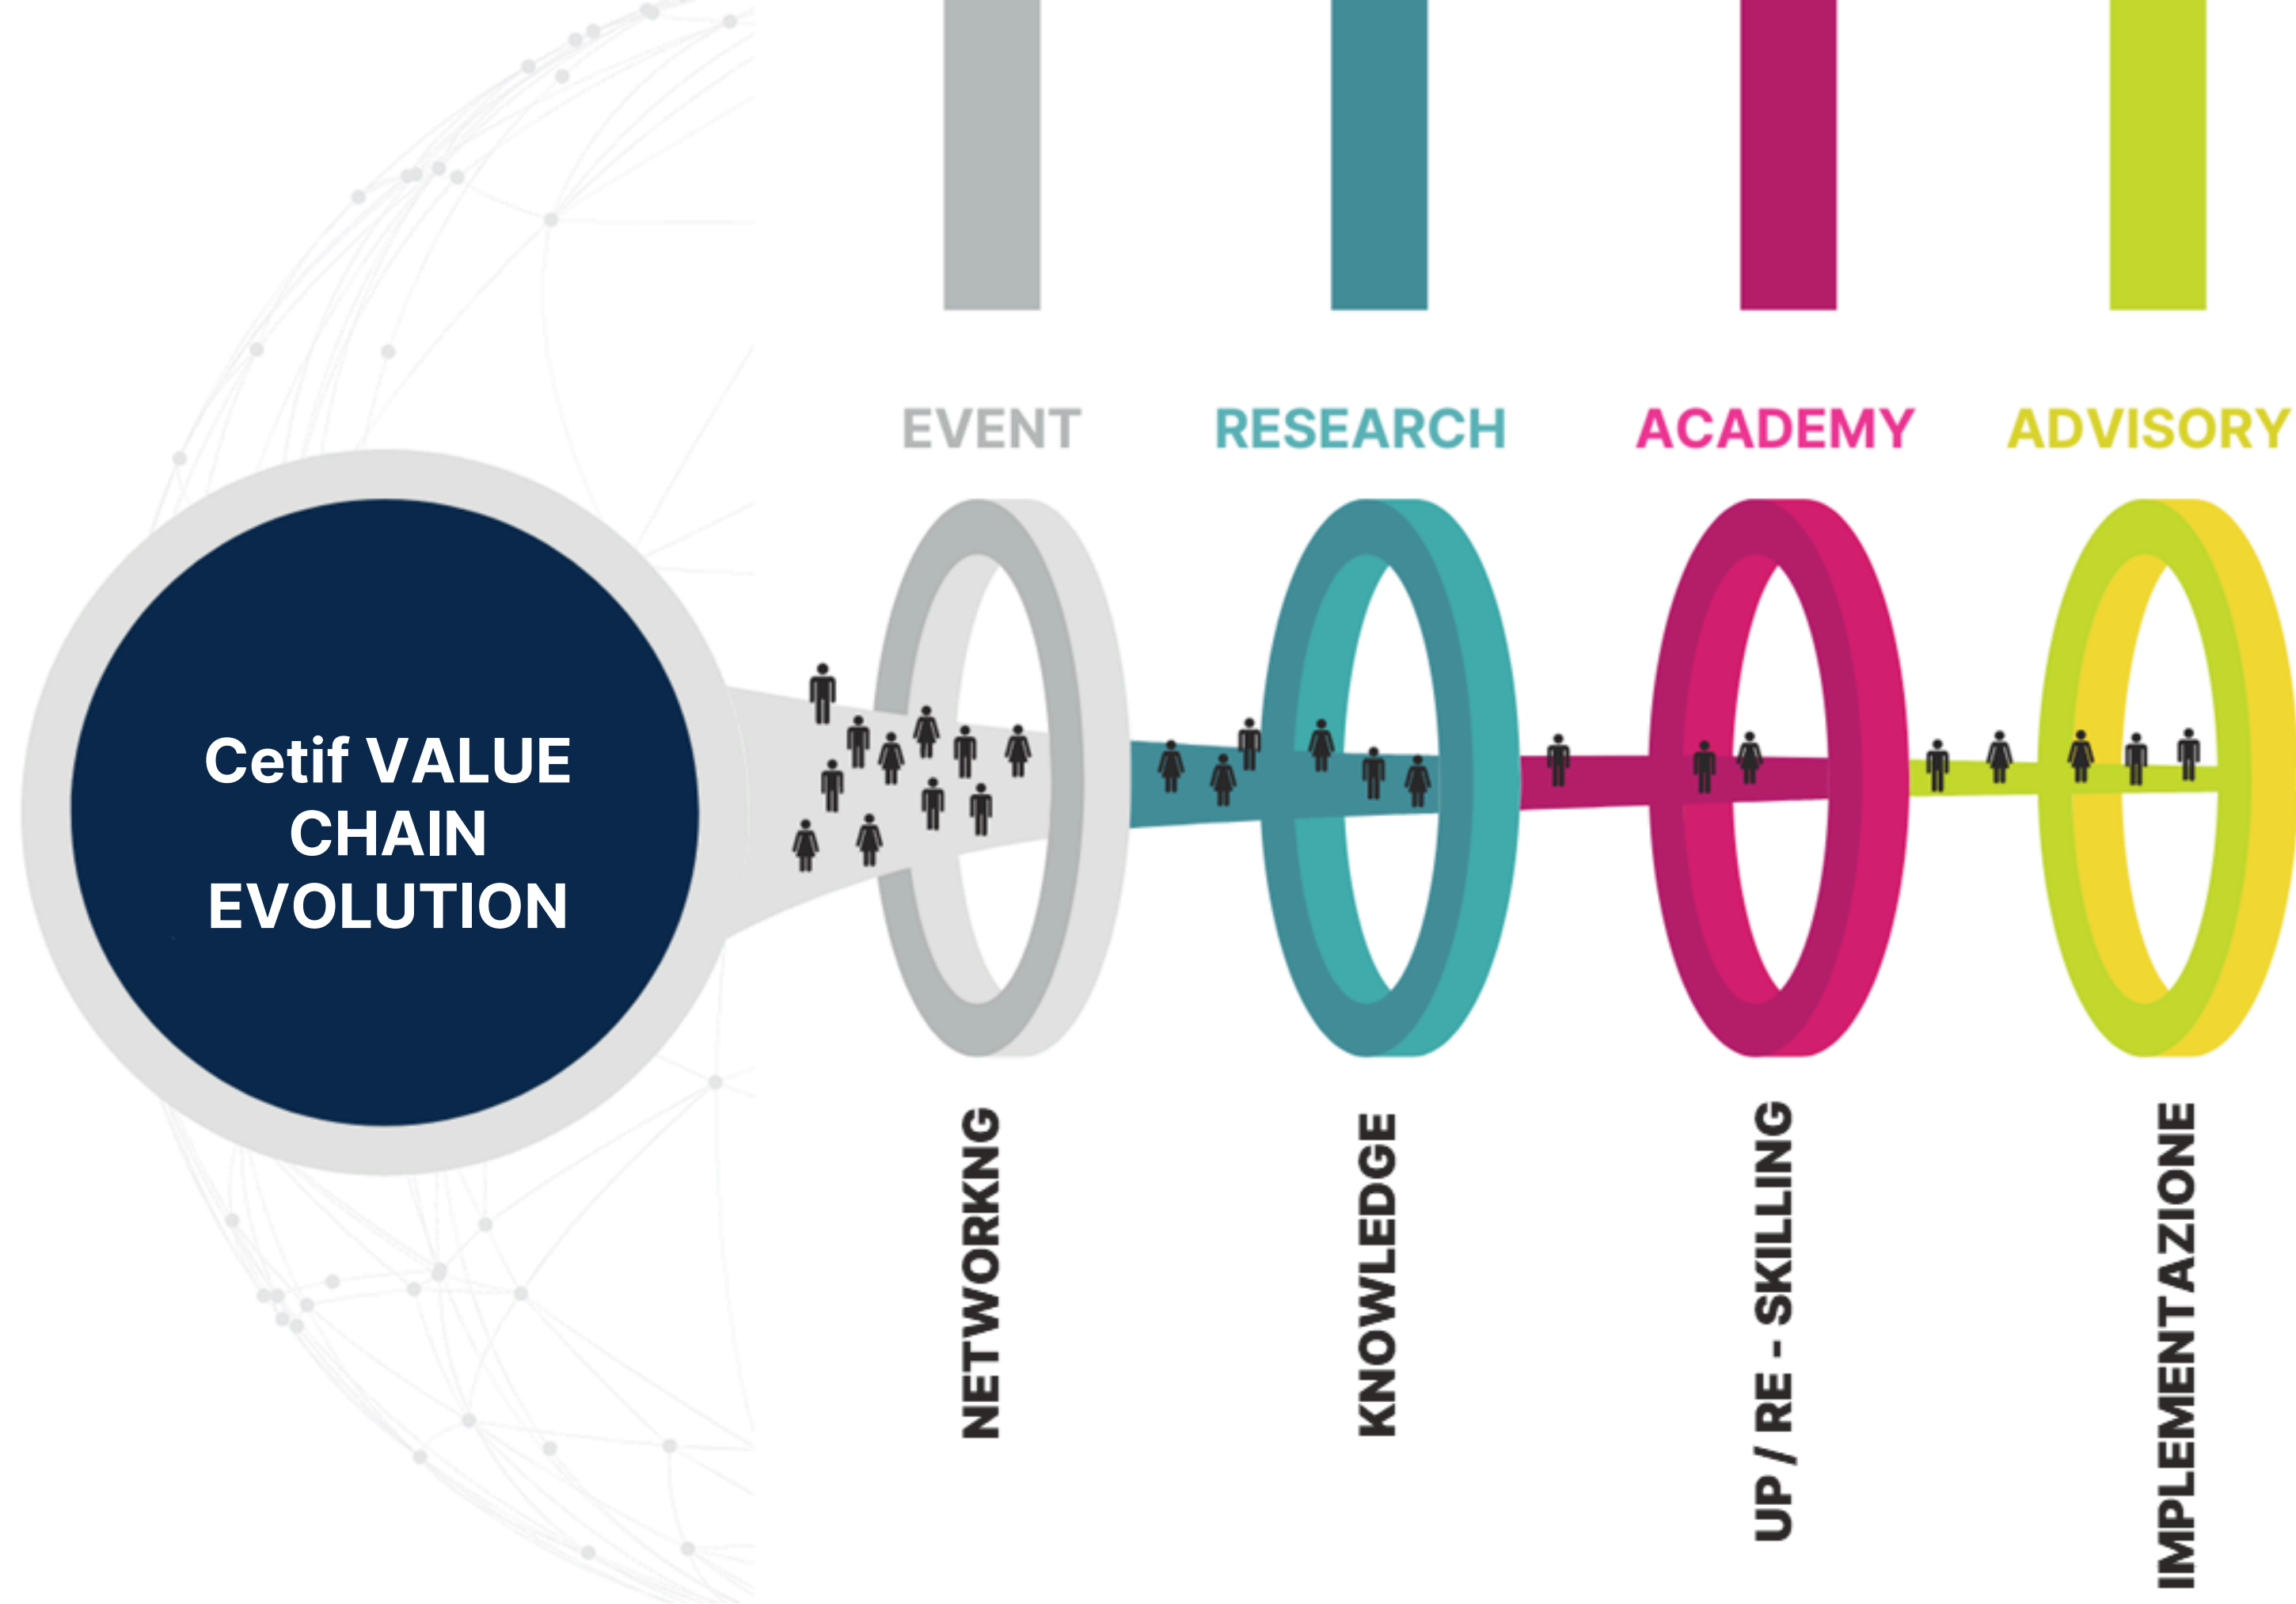 Cetif VALUE
CHAIN
EVOLUTION
EVENT
RESEARCH
ACADEMY
ADVISORY
NETWORKNG
KNOWLEDGE
UP / RE - SKILLING
IMPLEMENTAZIONE